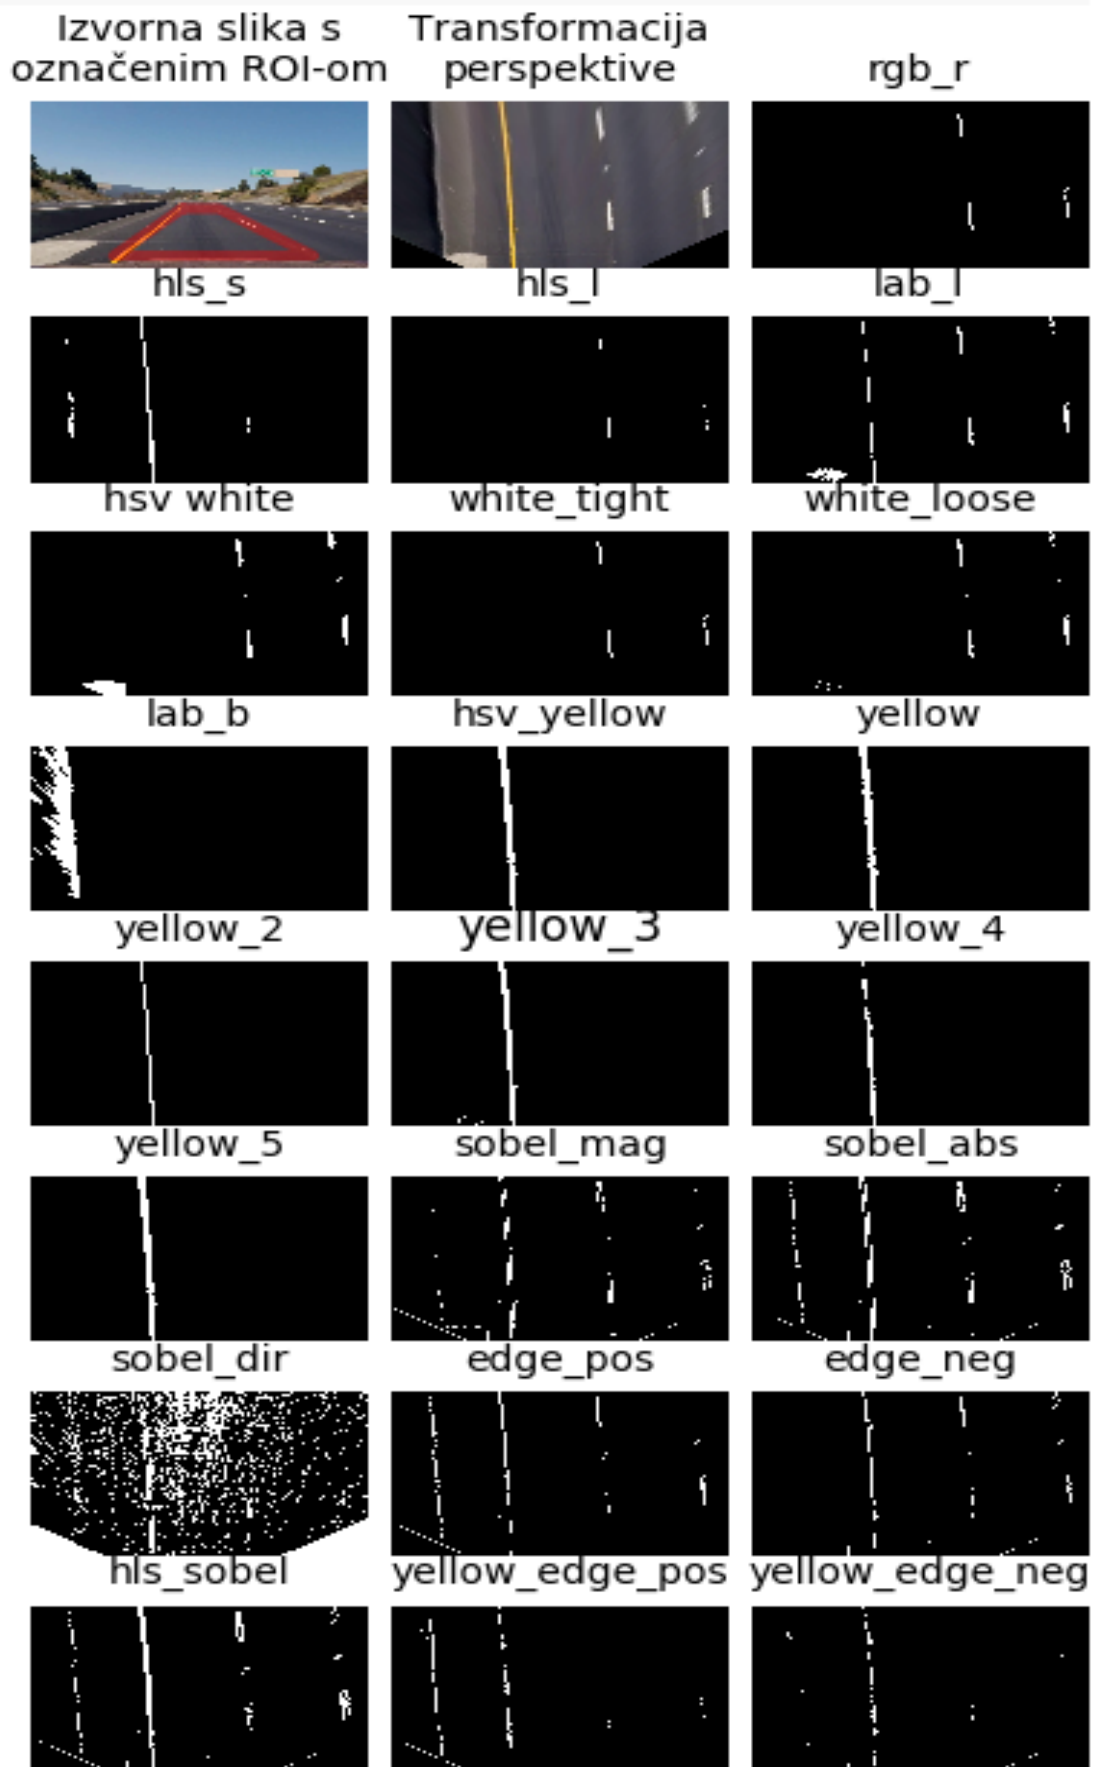 Izvorna slika s
označenim ROI-om
Transformacija
perspektive
rgb_r
hls_s
hls_l
lab_l
hsv white
white_tight
white_loose
lab_b
hsv_yellow
yellow
yellow_2
yellow_3
yellow_4
yellow_5
sobel_mag
sobel_abs
sobel_dir
edge_pos
edge_neg
hls_sobel
yellow_edge_pos
yellow_edge_neg